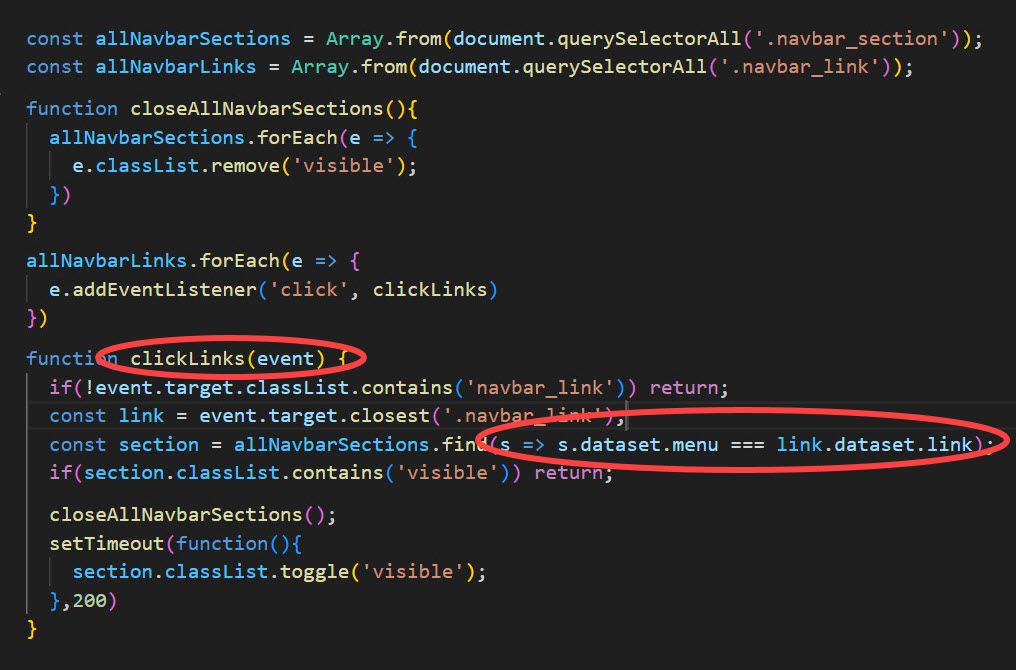 const allNavbarSections = Array.from(document.querySelectorAll('.navbar_section'));
const allNavbarLinks = Array.from(document.querySelectorAll('.navbar_link'));
function closeAllNavbarSections(){
allNavbarSections.forEach(e => {
e.classList.remove('visible');
})
}
allNavbarLinks.forEach(e => {
e.addEventListener('click', clickLinks)
})
function clickLinks(event) {
if(!event.target.classList.contains('navbar_link')) return;
const link = event.target.closest('.navbar_link');
const section = allNavbarSections.find(s => s.dataset.menu === link.dataset.link);
if(section.classList.contains('visible')) return;
closeAllNavbarSections();
setTimeout(function(){
section.classList.toggle('visible');
},200)
}